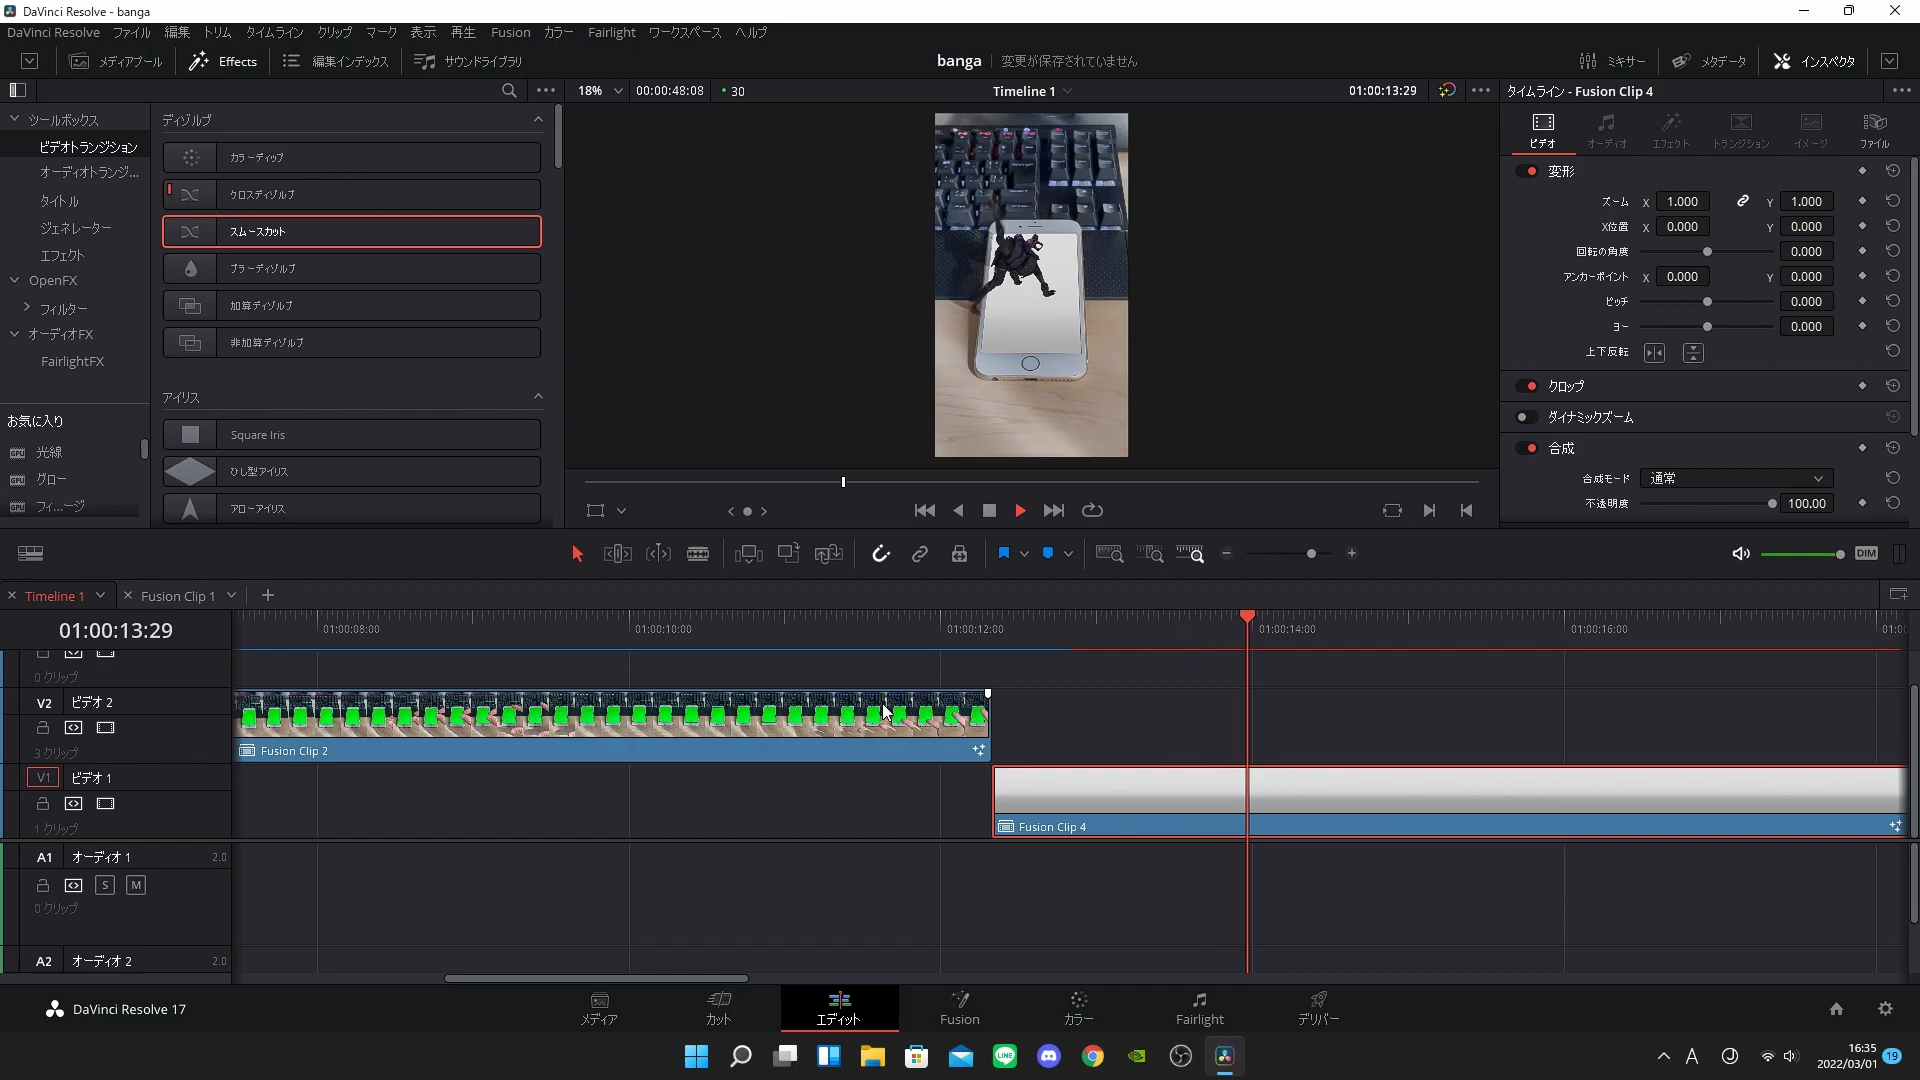 DaVinci Resolve - banga
DaVinci Resolve ファイル 編集 トリム タイムライン クリップ マーク 表示 再生 Fusion カラー Fairlight ワークスペース ヘルプ
メディアプール Effects 編集インデックス サウンドライブラリ banga 変更が保存されていません ミキサー メタデータ インスペクタ
18% 00:00:48:08 30 Timeline 1 01:00:13:29 タイムライン - Fusion Clip 4
ツールボックス
ビデオトランジション
オーディオトランジ...
タイトル
ジェネレーター
エフェクト
OpenFX
フィルター
オーディオFX
FairlightFX
お気に入り
光線
グロー
フィ...ージ
ディゾルブ
カラーディップ
クロスディゾルブ
スムースカット
ブラーディゾルブ
加算ディゾルブ
非加算ディゾルブ
アイリス
Square Iris
ひし型アイリス
アローアイリス
ビデオ オーディオ エフェクト トランジション イメージ ファイル
変形
ズーム X 1.000 Y 1.000
X位置 X 0.000 Y 0.000
回転の角度 0.000
アンカーポイント X 0.000 Y 0.000
ピッチ 0.000
ヨー 0.000
上下反転
クロップ
ダイナミックズーム
合成
合成モード 通常
不透明度 100.00
DIM
Timeline 1 Fusion Clip 1
01:00:13:29 01:00:08:00 01:00:10:00 01:00:12:00 01:00:14:00 01:00:16:00 01:00
0 クリップ
V2 ビデオ 2
3 クリップ
Fusion Clip 2
V1 ビデオ 1
1 クリップ
Fusion Clip 4
A1 オーディオ 1 2.0
S M
0 クリップ
A2 オーディオ 2 2.0
DaVinci Resolve 17 メディア カット エディット Fusion カラー Fairlight デリバー
LINE
A
16:35
2022/03/01 19